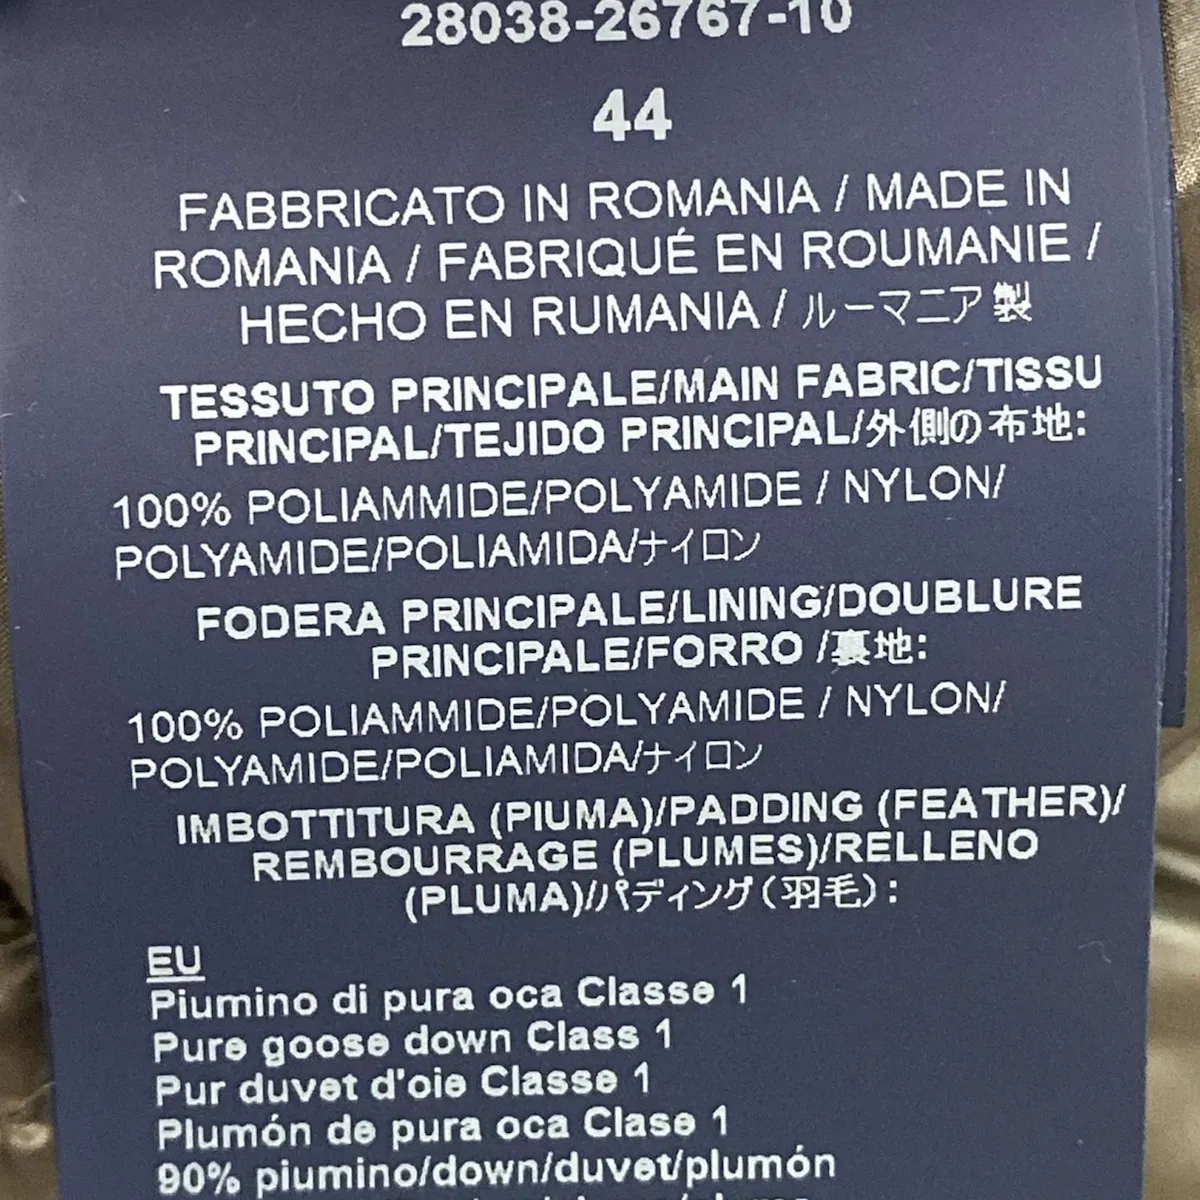 28038-26767-10
44
FABBRICATO IN ROMANIA / MADE IN
ROMANIA / FABRIQUÉ EN ROUMANIE /
HECHO EN RUMANIA / ルーマニア製
TESSUTO PRINCIPALE/MAIN FABRIC/TISSU
PRINCIPAL/TEJIDO PRINCIPAL/外側の布地:
100% POLIAMMIDE/POLYAMIDE / NYLON/
POLYAMIDE/POLIAMIDA/ナイロン
FODERA PRINCIPALE/LINING/DOUBLURE
PRINCIPALE/FORRO /裏地:
100% POLIAMMIDE/POLYAMIDE / NYLON/
POLYAMIDE/POLIAMIDA/ナイロン
IMBOTTITURA (PIUMA)/PADDING (FEATHER)/
REMBOURRAGE (PLUMES)/RELLENO
(PLUMA)/パディング(羽毛):
EU
Piumino di pura oca Classe 1
Pure goose down Class 1
Pur duvet d'oie Classe 1
Plumón de pura oca Clase 1
90% piumino/down/duvet/plumón